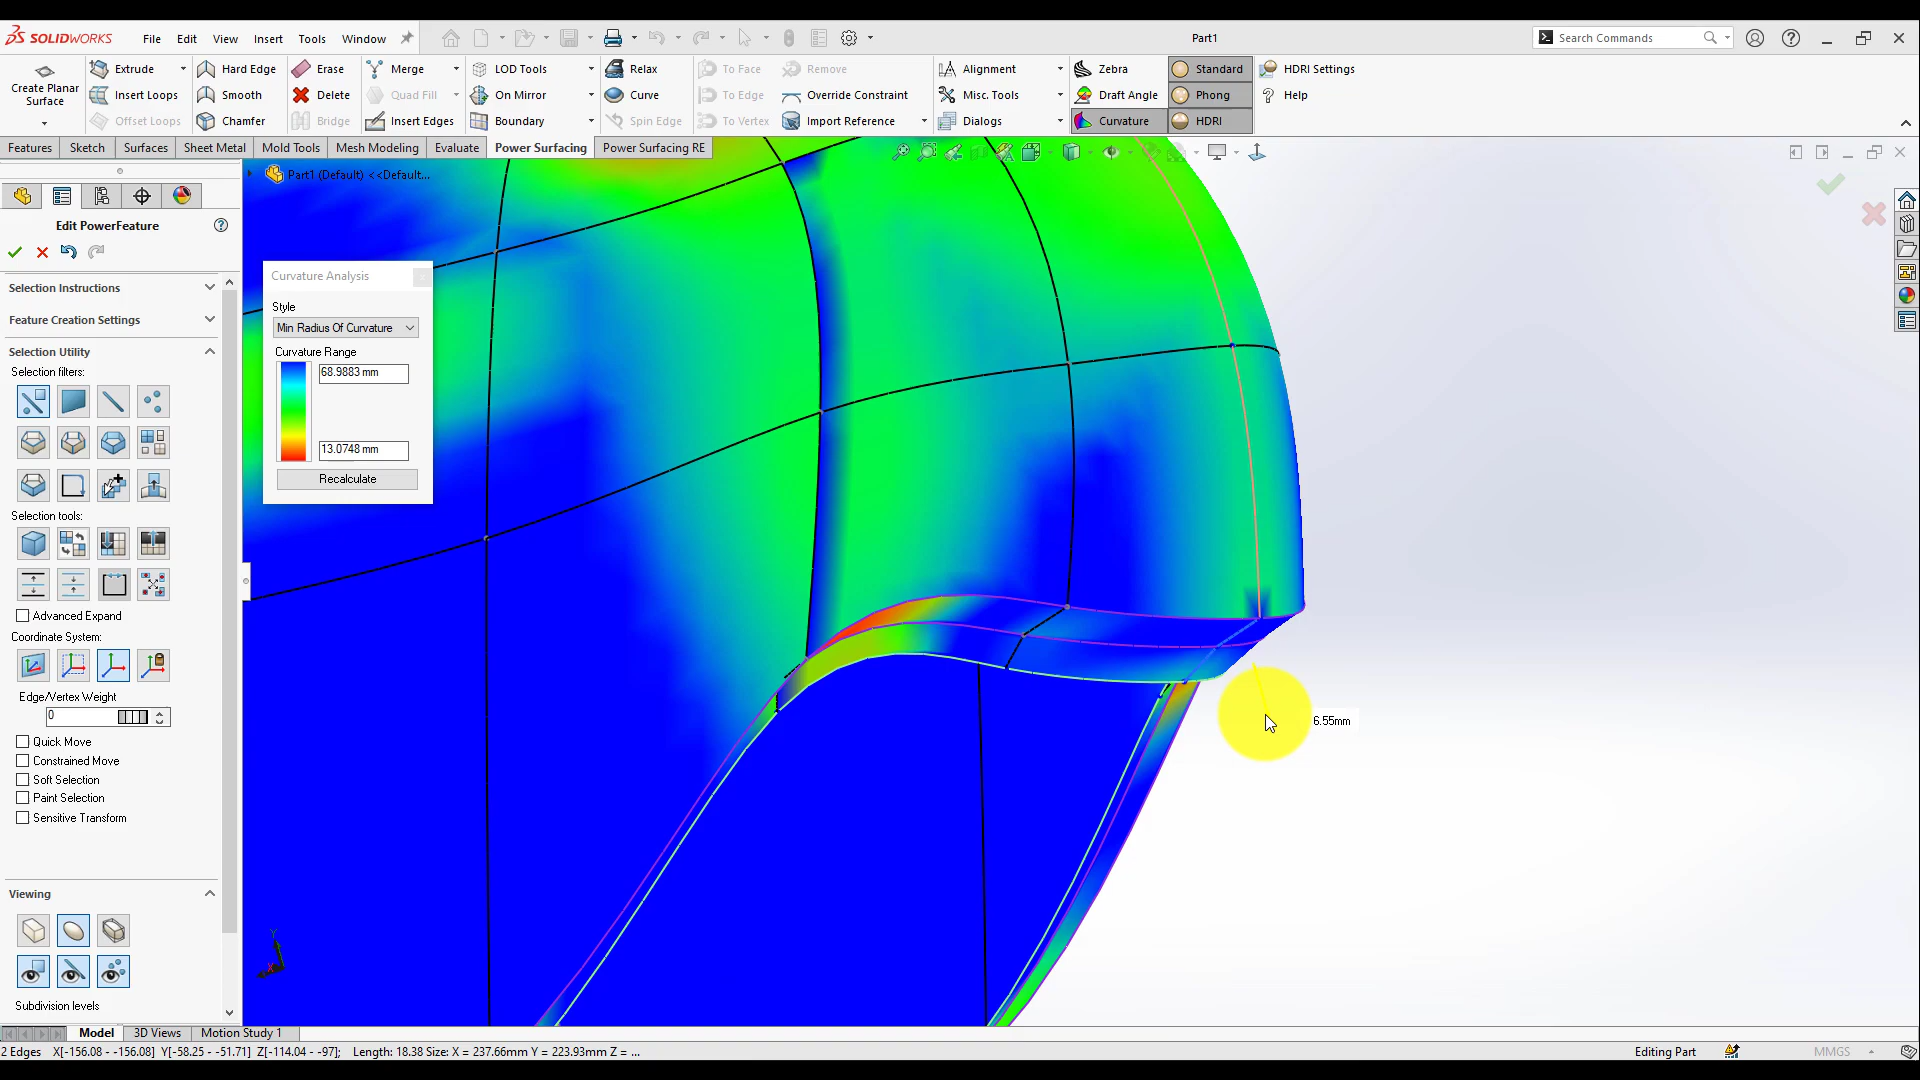 SOLIDWORKS File Edit View Insert Tools Window Part1 Search Commands
Create Planar Surface
Extrude Hard Edge Erase Merge LOD Tools Relax To Face Remove Alignment Zebra Standard HDRI Settings
Insert Loops Smooth Delete Quad Fill On Mirror Curve To Edge Override Constraint Misc. Tools Draft Angle Phong Help
Offset Loops Chamfer Bridge Insert Edges Boundary Spin Edge To Vertex Import Reference Dialogs Curvature HDRI
Features Sketch Surfaces Sheet Metal Mold Tools Mesh Modeling Evaluate Power Surfacing Power Surfacing RE
Part1 (Default) <<Default...
Edit PowerFeature
Selection Instructions
Feature Creation Settings
Selection Utility
Selection filters:
Selection tools:
Advanced Expand
Coordinate System:
Edge/Vertex Weight
0
Quick Move
Constrained Move
Soft Selection
Paint Selection
Sensitive Transform
Viewing
Subdivision levels
Curvature Analysis
Style
Min Radius Of Curvature
Curvature Range
68.9883 mm
13.0748 mm
Recalculate
6.55mm
Y
X
Model 3D Views Motion Study 1
2 Edges X[-156.08 - -156.08] Y[-58.25 - -51.71] Z[-114.04 - -97]; Length: 18.38 Size: X = 237.66mm Y = 223.93mm Z = ... Editing Part MMGS